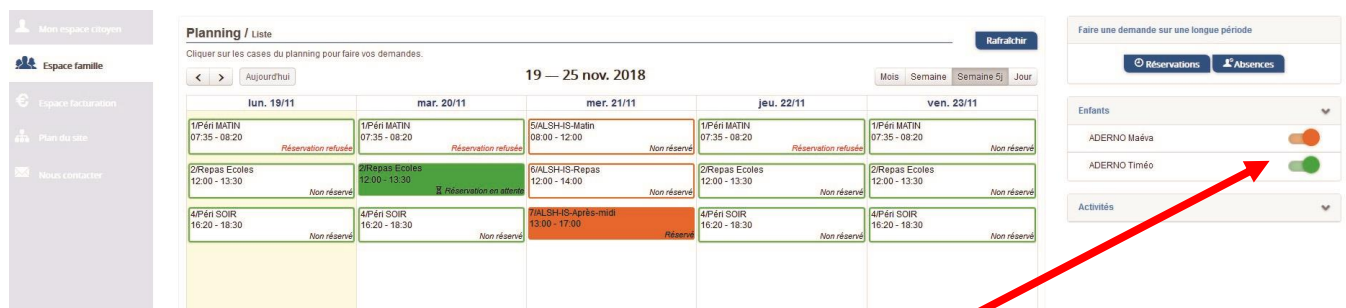 Mon espace citoyen
Espace famille
Espace facturation
Plan du site
Nous contacter
Planning / Liste
Rafraîchir
Cliquer sur les cases du planning pour faire vos demandes.
Aujourd'hui
19 — 25 nov. 2018
Mois Semaine Semaine 5j Jour
lun. 19/11 mar. 20/11 mer. 21/11 jeu. 22/11 ven. 23/11
1/Péri MATIN 1/Péri MATIN 5/ALSH-IS-Matin 1/Péri MATIN 1/Péri MATIN
07:35 - 08:20 07:35 - 08:20 08:00 - 12:00 07:35 - 08:20 07:35 - 08:20
Réservation refusée Réservation refusée Non réservé Réservation refusée Non réservé
2/Repas Ecoles 2/Repas Ecoles 6/ALSH-IS-Repas 2/Repas Ecoles 2/Repas Ecoles
12:00 - 13:30 12:00 - 13:30 12:00 - 14:00 12:00 - 13:30 12:00 - 13:30
Non réservé Réservation en attente Non réservé Non réservé Non réservé
4/Péri SOIR 4/Péri SOIR 7/ALSH-IS-Après-midi 4/Péri SOIR 4/Péri SOIR
16:20 - 18:30 16:20 - 18:30 13:00 - 17:00 16:20 - 18:30 16:20 - 18:30
Non réservé Non réservé Réservé Non réservé Non réservé
Faire une demande sur une longue période
Réservations Absences
Enfants
ADERNO Maéva
ADERNO Timéo
Activités